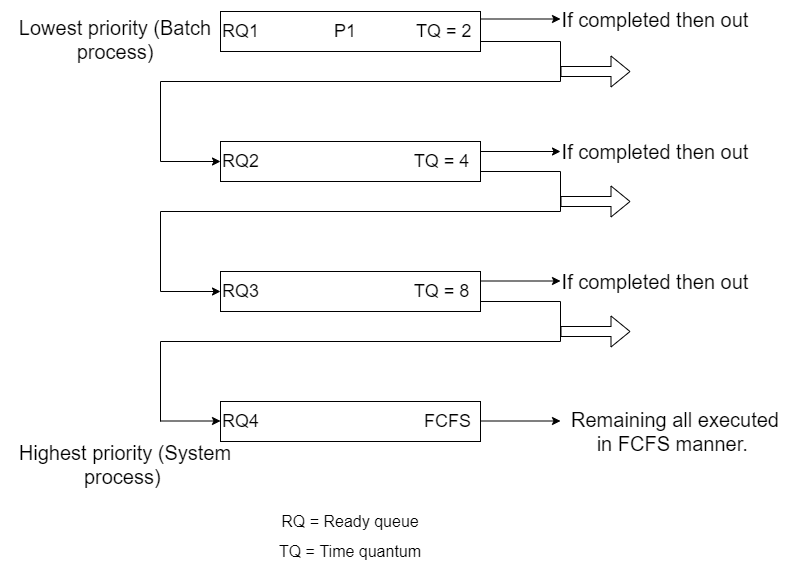 Lowest priority (Batch
process)
RQ1 P1 TQ = 2
If completed then out
RQ2 TQ = 4
If completed then out
RQ3 TQ = 8
If completed then out
RQ4 FCFS
Remaining all executed
in FCFS manner.
Highest priority (System
process)
RQ = Ready queue
TQ = Time quantum